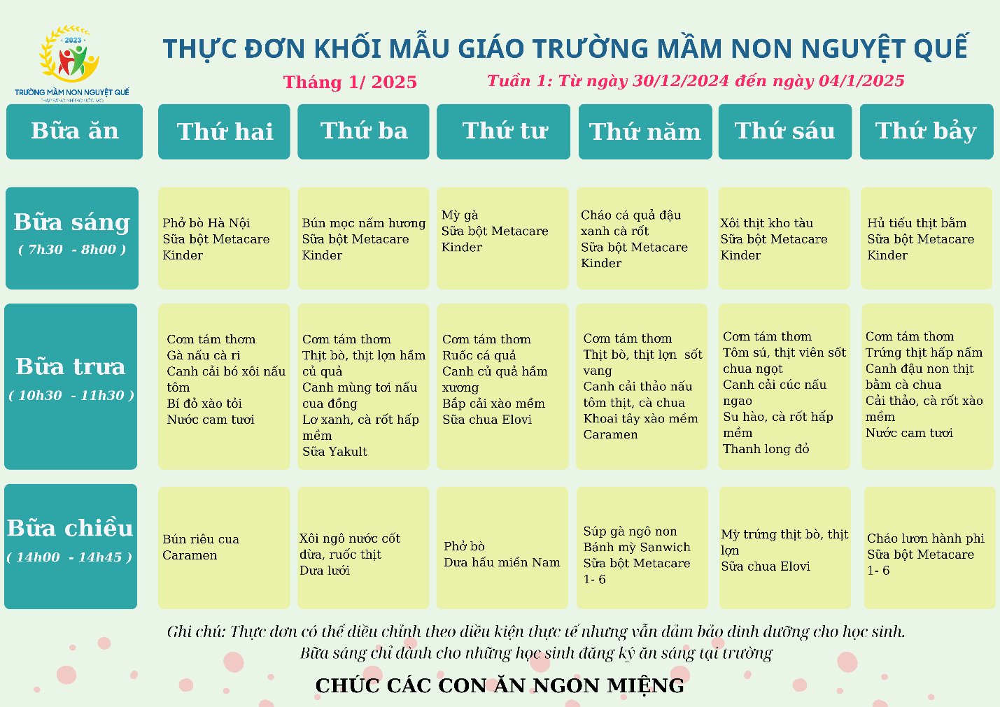 2023
TRƯỜNG MẦM NON NGUYỆT QUẾ
THẮP SÁNG NHỮNG ƯỚC MƠ
THỰC ĐƠN KHỐI MẪU GIÁO TRƯỜNG MẦM NON NGUYỆT QUẾ
Tháng 1/ 2025
Tuần 1: Từ ngày 30/12/2024 đến ngày 04/1/2025
Bữa ăn
Thứ hai
Thứ ba
Thứ tư
Thứ năm
Thứ sáu
Thứ bảy
Bữa sáng
( 7h30 - 8h00 )
Phở bò Hà Nội
Sữa bột Metacare
Kinder
Bún mọc nấm hương
Sữa bột Metacare
Kinder
Mỳ gà
Sữa bột Metacare
Kinder
Cháo cá quả đậu
xanh cà rốt
Sữa bột Metacare
Kinder
Xôi thịt kho tàu
Sữa bột Metacare
Kinder
Hủ tiếu thịt bằm
Sữa bột Metacare
Kinder
Bữa trưa
( 10h30 - 11h30 )
Cơm tám thơm
Gà nấu cà ri
Canh cải bó xôi nấu
tôm
Bí đỏ xào tỏi
Nước cam tươi
Cơm tám thơm
Thịt bò, thịt lợn hầm
củ quả
Canh mùng tơi nấu
cua đồng
Lơ xanh, cà rốt hấp
mềm
Sữa Yakult
Cơm tám thơm
Ruốc cá quả
Canh củ quả hầm
xương
Bắp cải xào mềm
Sữa chua Elovi
Cơm tám thơm
Thịt bò, thịt lợn sốt
vang
Canh cải thảo nấu
tôm thịt, cà chua
Khoai tây xào mềm
Caramen
Cơm tám thơm
Tôm sú, thịt viên sốt
chua ngọt
Canh cải cúc nấu
ngao
Su hào, cà rốt hấp
mềm
Thanh long đỏ
Cơm tám thơm
Trứng thịt hấp nấm
Canh đậu non thịt
bằm cà chua
Cải thảo, cà rốt xào
mềm
Nước cam tươi
Bữa chiều
( 14h00 - 14h45 )
Bún riêu cua
Caramen
Xôi ngô nước cốt
dừa, ruốc thịt
Dưa lưới
Phở bò
Dưa hấu miền Nam
Súp gà ngô non
Bánh mỳ Sanwich
Sữa bột Metacare
1- 6
Mỳ trứng thịt bò, thịt
lợn
Sữa chua Elovi
Cháo lươn hành phi
Sữa bột Metacare
1- 6
Ghi chú: Thực đơn có thể điều chỉnh theo điều kiện thực tế nhưng vẫn đảm bảo dinh dưỡng cho học sinh.
Bữa sáng chỉ dành cho những học sinh đăng ký ăn sáng tại trường
CHÚC CÁC CON ĂN NGON MIỆNG